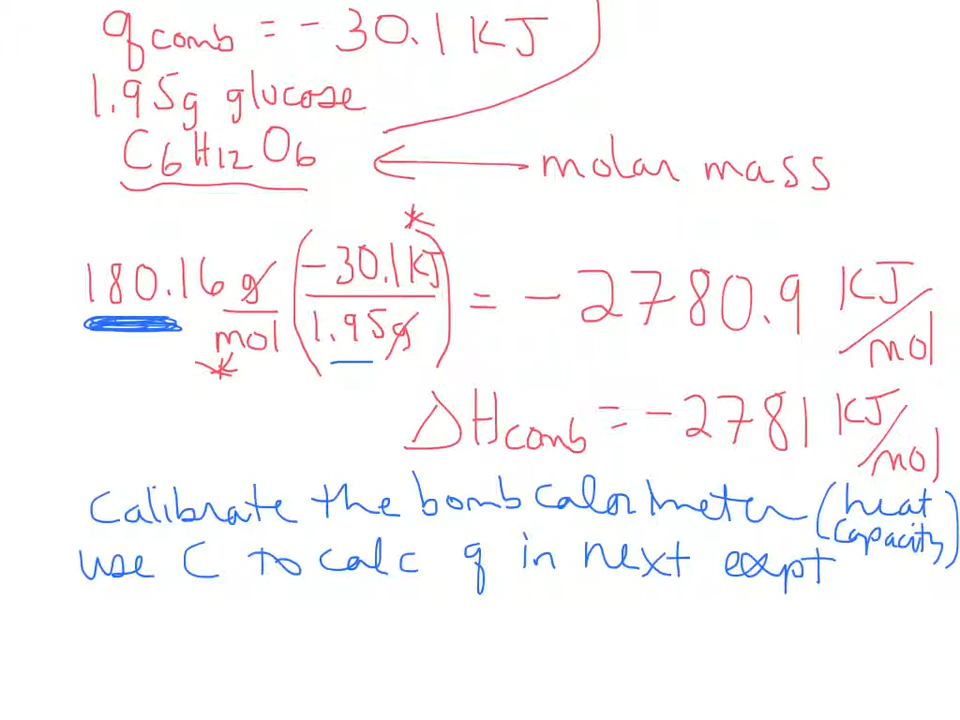 qcomb = -30.1 KJ
1.95g glucose
C6H12O6 ← molar mass
180.16 g/mol (-30.1 KJ*/1.95g) = -2780.9 KJ/mol
*
ΔHcomb = -2781 KJ/mol
Calibrate the bomb calorimeter (heat capacity)
use C to calc q in next expt